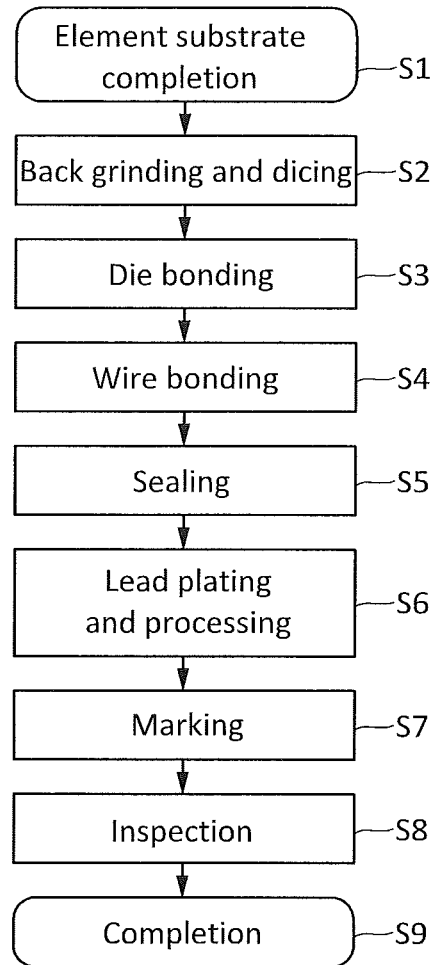 Element substrate
completion
S1
Back grinding and dicing
S2
Die bonding
S3
Wire bonding
S4
Sealing
S5
Lead plating
and processing
S6
Marking
S7
Inspection
S8
Completion
S9